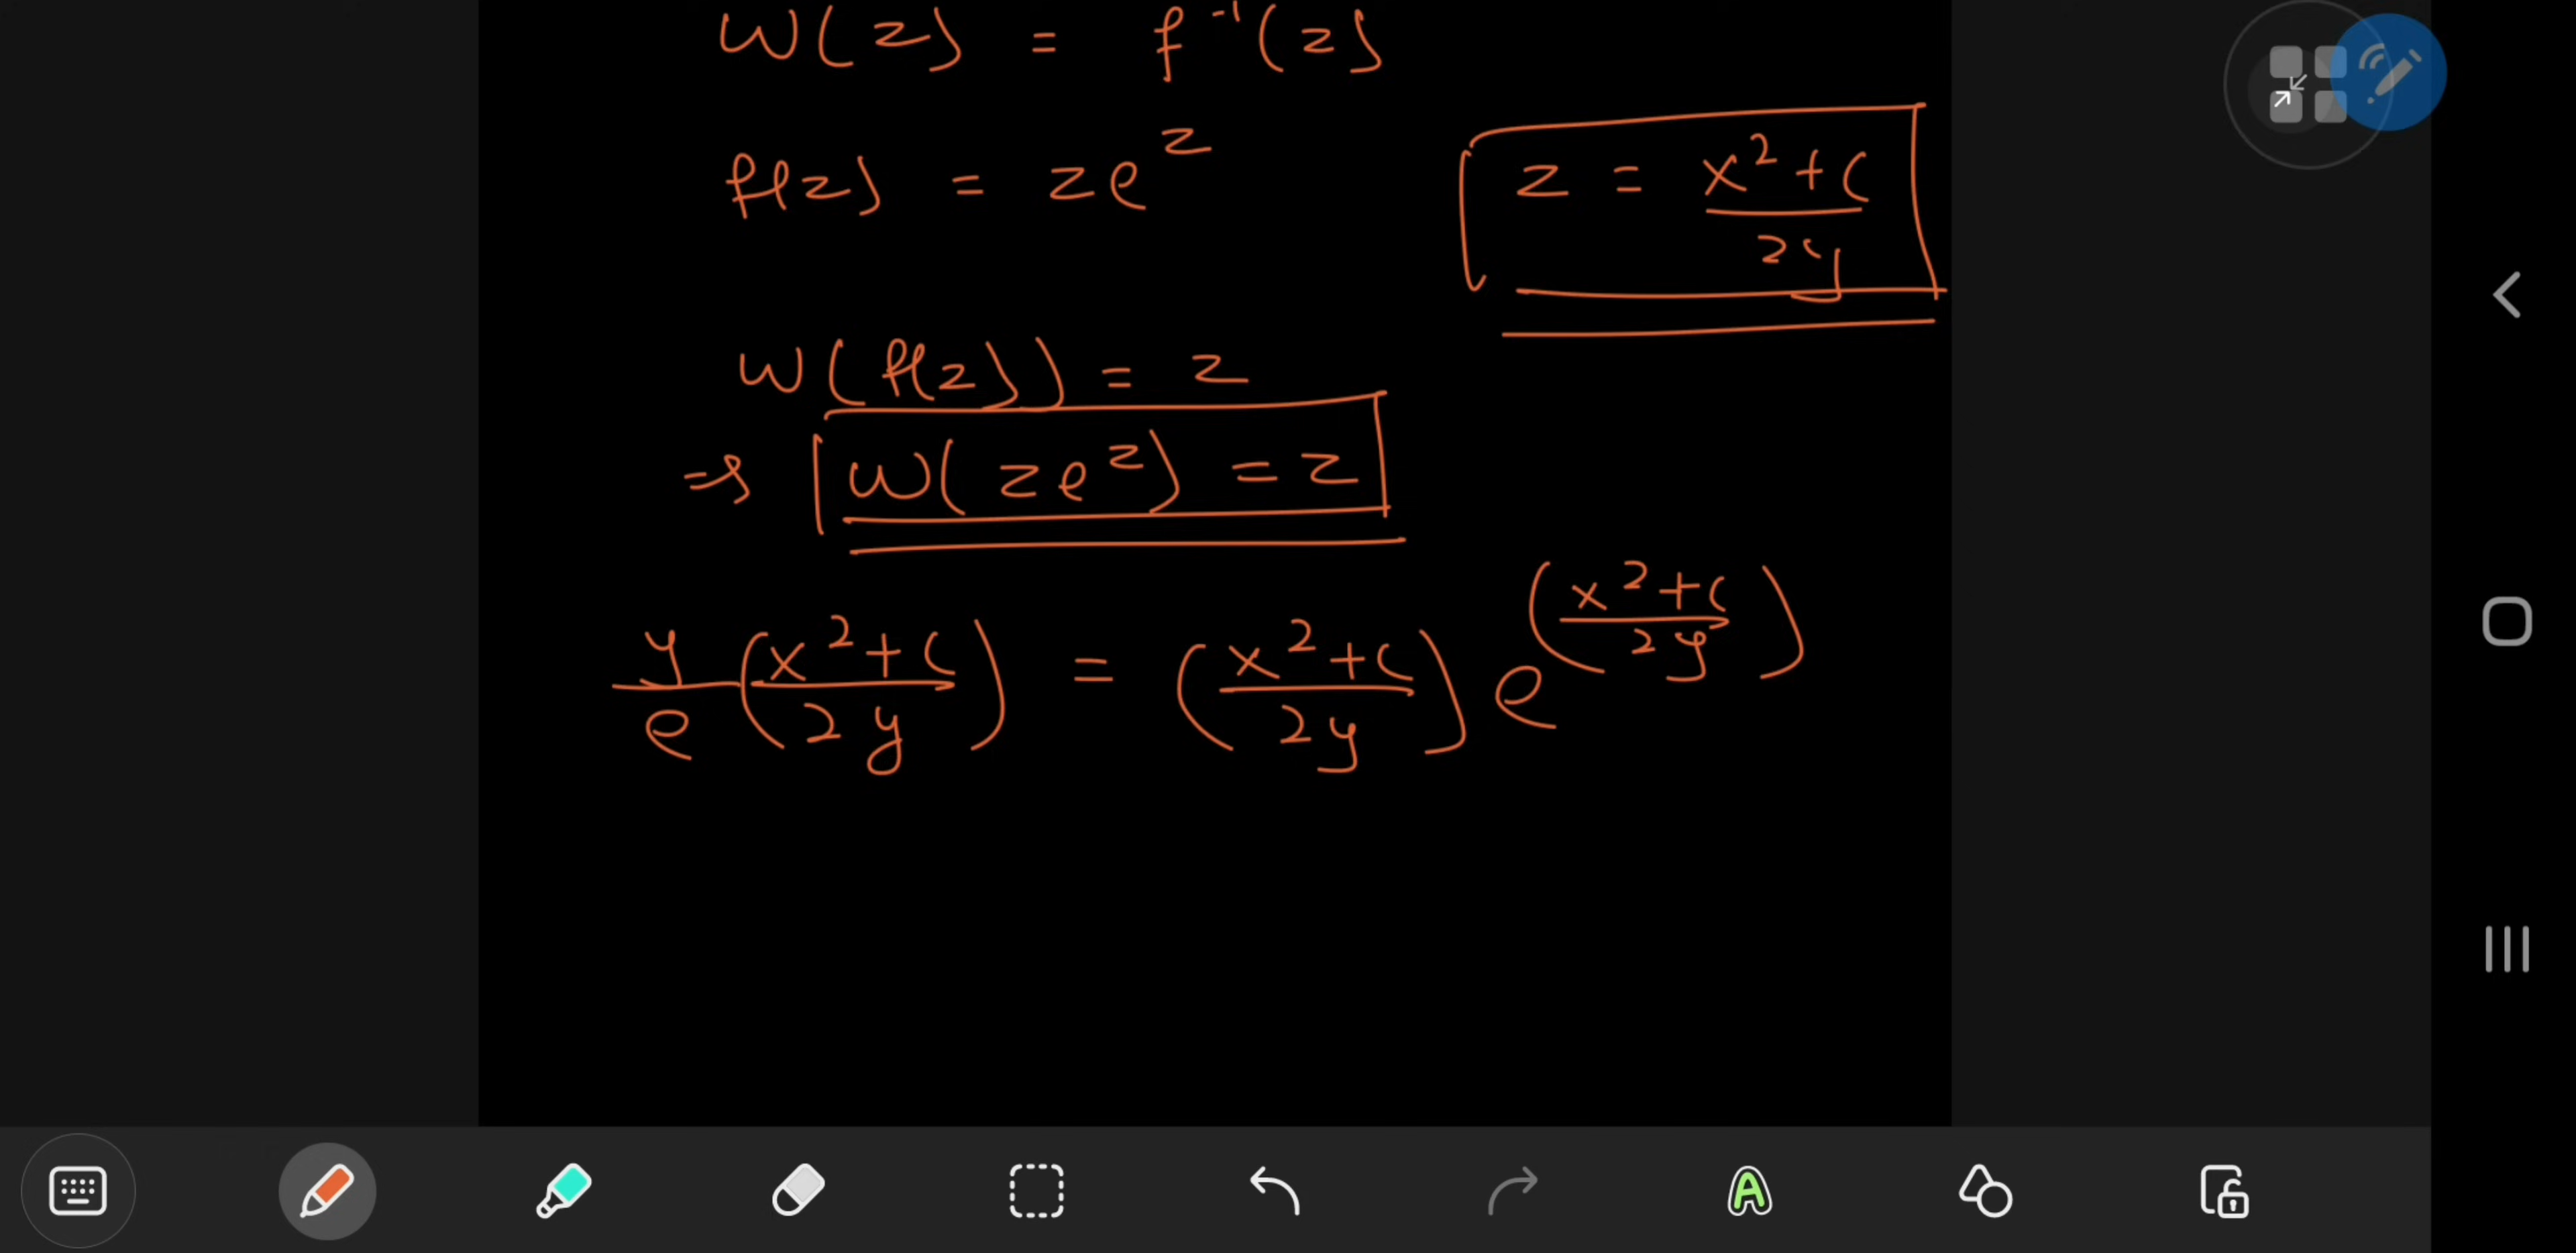 W(z) = f⁻¹(z)
f(z) = ze^z
z = (x²+c)/(2y)
W(f(z)) = z
⇒ W(ze^z) = z
y/e ((x²+c)/(2y)) = ((x²+c)/(2y)) e^((x²+c)/(2y))
A